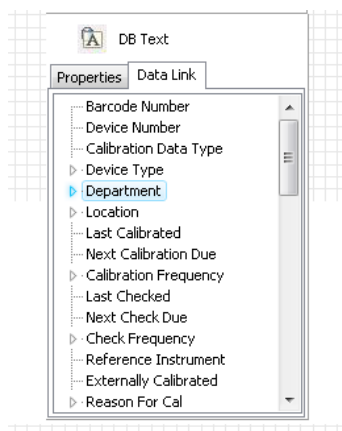 DB Text
Properties Data Link
Barcode Number
Device Number
Calibration Data Type
Device Type
Department
Location
Last Calibrated
Next Calibration Due
Calibration Frequency
Last Checked
Next Check Due
Check Frequency
Reference Instrument
Externally Calibrated
Reason For Cal